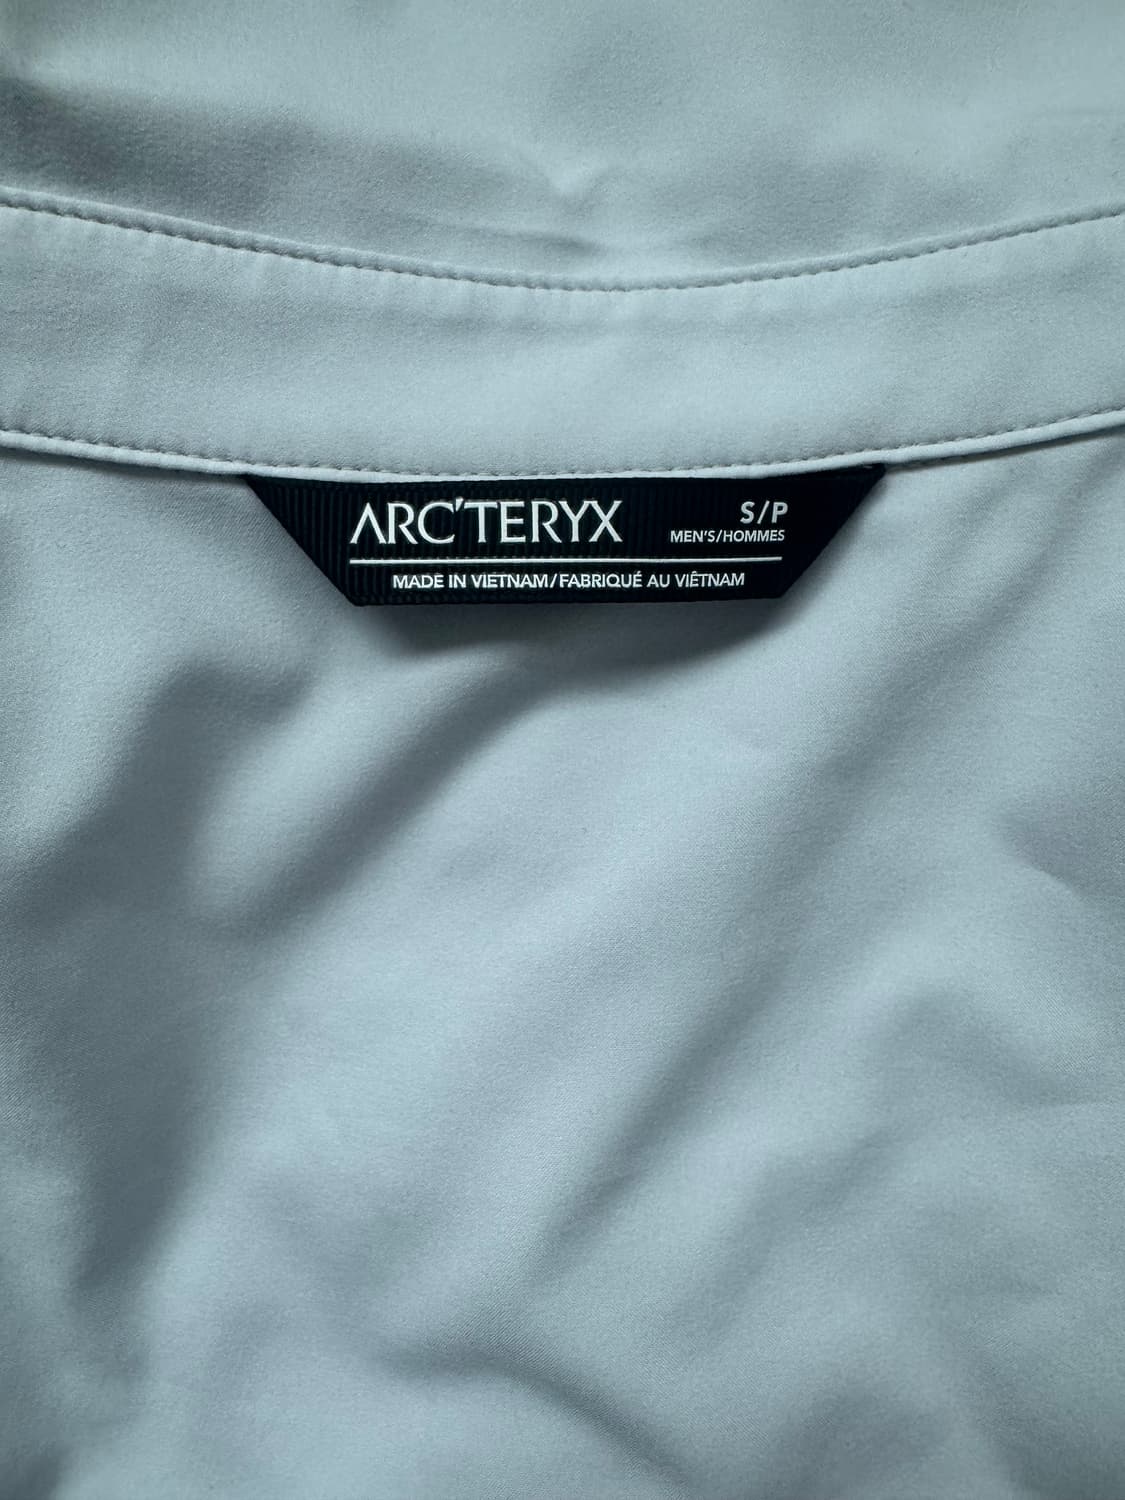 ARC'TERYX
S/P
MEN'S/HOMMES
MADE IN VIETNAM/FABRIQUÉ AU VIÊTNAM